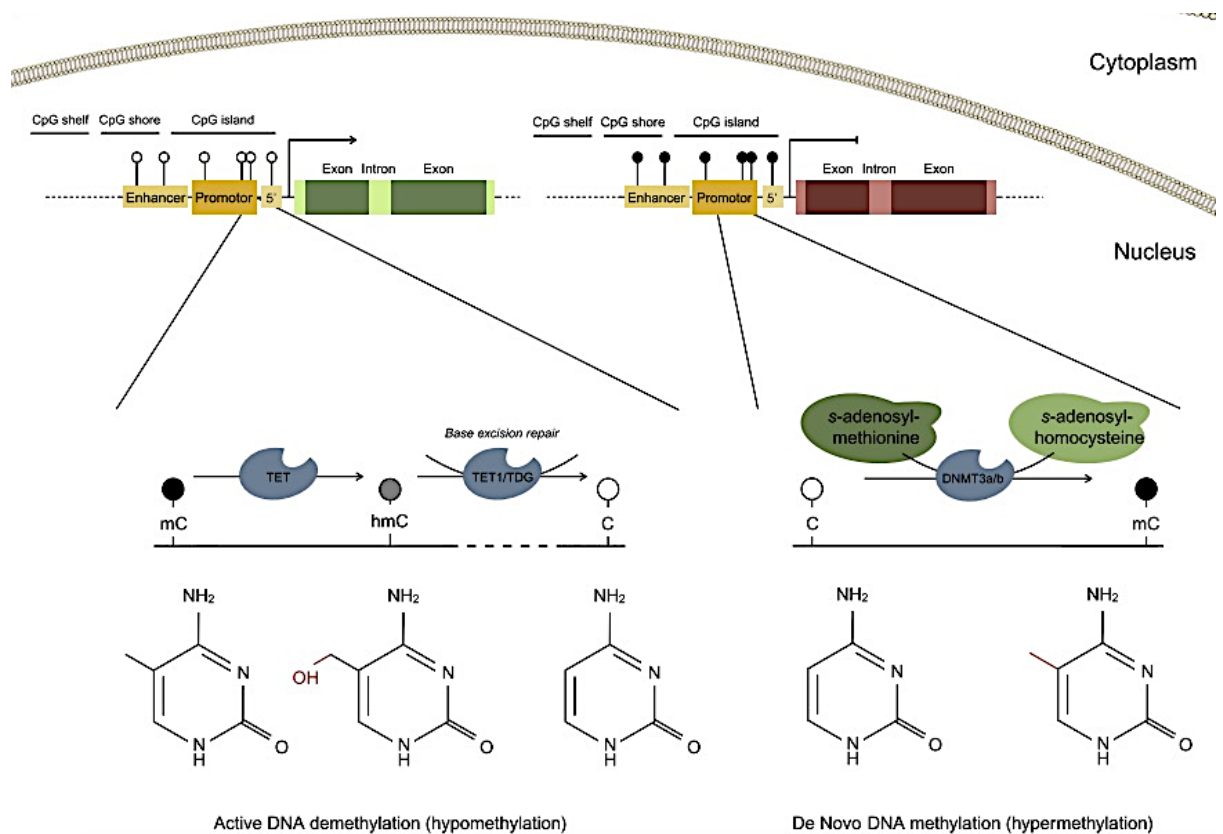 Cytoplasm
CpG shelf CpG shore CpG island
Exon Intron Exon
Enhancer Promotor 5'
CpG shelf CpG shore CpG island
Exon Intron Exon
Enhancer Promotor 5'
Nucleus
Base excision repair
TET
TET1/TDG
mC
hmC
C
s-adenosyl-
methionine
s-adenosyl-
homocysteine
DNMT3a/b
C
mC
NH2
N
N
H
O
NH2
OH
N
N
H
O
NH2
N
N
H
O
NH2
N
N
H
O
NH2
N
N
H
O
Active DNA demethylation (hypomethylation)
De Novo DNA methylation (hypermethylation)